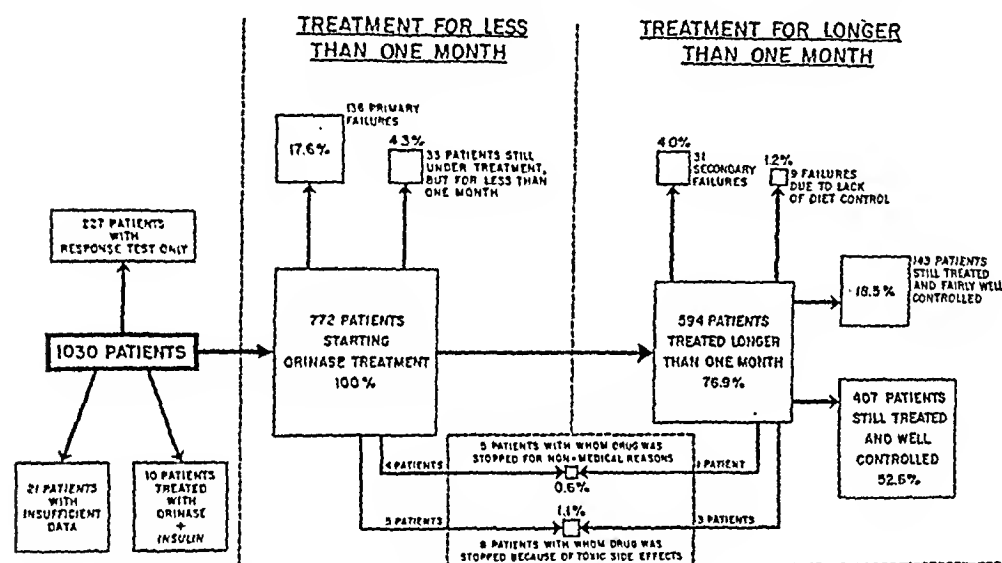 TREATMENT FOR LESS
THAN ONE MONTH
TREATMENT FOR LONGER
THAN ONE MONTH
136 PRIMARY
FAILURES
17.6%
4.3%
33 PATIENTS STILL
UNDER TREATMENT,
BUT FOR LESS THAN
ONE MONTH
4.0%
31
SECONDARY
FAILURES
1.2%
9 FAILURES
DUE TO LACK
OF DIET CONTROL
227 PATIENTS
WITH
RESPONSE TEST ONLY
143 PATIENTS
STILL TREATED
AND FAIRLY WELL
CONTROLLED
18.5%
1030 PATIENTS
772 PATIENTS
STARTING
ORINASE TREATMENT
100%
594 PATIENTS
TREATED LONGER
THAN ONE MONTH
76.9%
407 PATIENTS
STILL TREATED
AND WELL
CONTROLLED
52.6%
21 PATIENTS
WITH
INSUFFICIENT
DATA
10 PATIENTS
TREATED
WITH
ORINASE
+
INSULIN
5 PATIENTS WITH WHOM DRUG WAS
STOPPED FOR NON-MEDICAL REASONS
4 PATIENTS
1 PATIENT
0.6%
1.1%
5 PATIENTS
3 PATIENTS
8 PATIENTS WITH WHOM DRUG WAS
STOPPED BECAUSE OF TOXIC SIDE EFFECTS